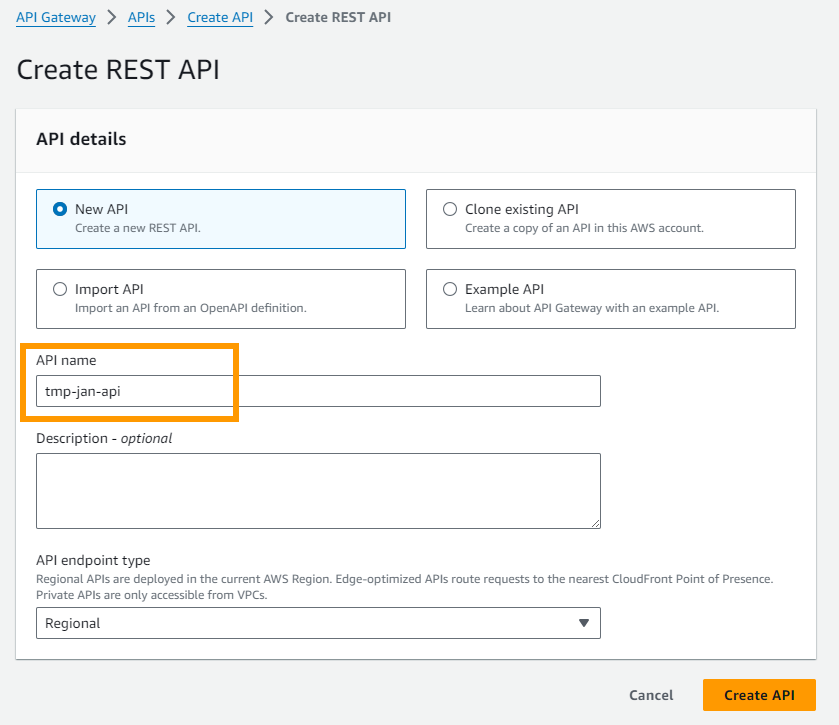 API Gateway > APIs > Create API > Create REST API
Create REST API
API details
New API
Create a new REST API.
Clone existing API
Create a copy of an API in this AWS account.
Import API
Import an API from an OpenAPI definition.
Example API
Learn about API Gateway with an example API.
API name
tmp-jan-api
Description - optional
API endpoint type
Regional APIs are deployed in the current AWS Region. Edge-optimized APIs route requests to the nearest CloudFront Point of Presence.
Private APIs are only accessible from VPCs.
Regional
Cancel
Create API